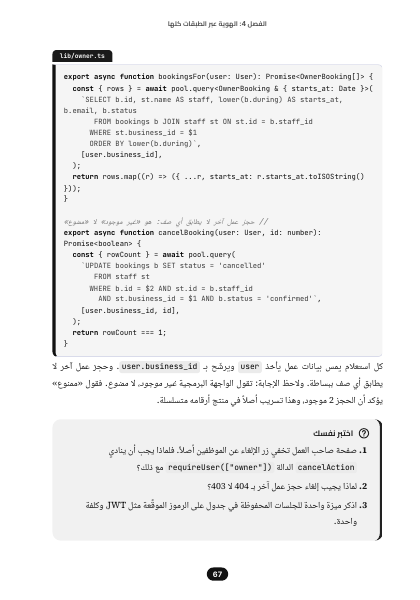 الفصل 4: الهوية عبر الطبقات كلها
lib/owner.ts
export async function bookingsFor(user: User): Promise<OwnerBooking[]> {
const { rows } = await pool.query<OwnerBooking & { starts_at: Date }>(
`SELECT b.id, st.name AS staff, lower(b.during) AS starts_at,
b.email, b.status
FROM bookings b JOIN staff st ON st.id = b.staff_id
WHERE st.business_id = $1
ORDER BY lower(b.during)`,
[user.business_id],
);
return rows.map((r) => ({ ...r, starts_at: r.starts_at.toISOString()
}));
}
// حجز عمل آخر لا يطابق أي صف: هو «غير موجود» لا «ممنوع»
export async function cancelBooking(user: User, id: number):
Promise<boolean> {
const { rowCount } = await pool.query(
`UPDATE bookings b SET status = 'cancelled'
FROM staff st
WHERE b.id = $2 AND st.id = b.staff_id
AND st.business_id = $1 AND b.status = 'confirmed'`,
[user.business_id, id],
);
return rowCount === 1;
}
كل استعلام يمس بيانات عمل يأخذ user ويرشّح بـ user.business_id. وحجز عمل آخر لا
يطابق أي صف ببساطة. ولاحظ الإجابة: تقول الواجهة البرمجية غير موجود، لا ممنوع. فقول «ممنوع»
يؤكد أن الحجز 2 موجود، وهذا تسريب أصلاً في منتج أرقامه متسلسلة.
اختبر نفسك
1. صفحة صاحب العمل تخفي زر الإلغاء عن الموظفين أصلاً. فلماذا يجب أن ينادي
cancelAction الدالة requireUser(["owner"]) مع ذلك؟
2. لماذا يجيب إلغاء حجز عمل آخر بـ 404 لا 403؟
3. اذكر ميزة واحدة للجلسات المحفوظة في جدول على الرموز الموقّعة مثل JWT، وكلفة
واحدة.
67